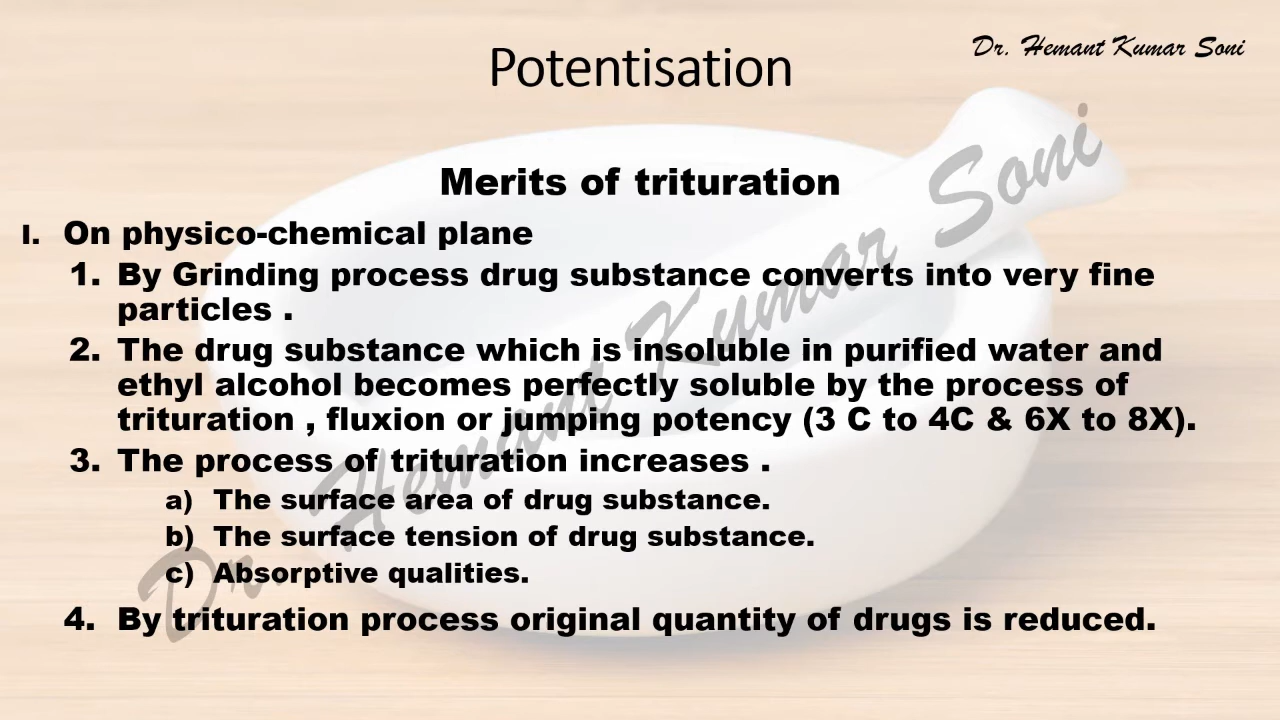 Dr. Hemant Kumar Soni
Potentisation
Merits of trituration
I. On physico-chemical plane
1. By Grinding process drug substance converts into very fine
particles .
2. The drug substance which is insoluble in purified water and
ethyl alcohol becomes perfectly soluble by the process of
trituration , fluxion or jumping potency (3 C to 4C & 6X to 8X).
3. The process of trituration increases .
a) The surface area of drug substance.
b) The surface tension of drug substance.
c) Absorptive qualities.
4. By trituration process original quantity of drugs is reduced.
Dr. Hemant Kumar Soni